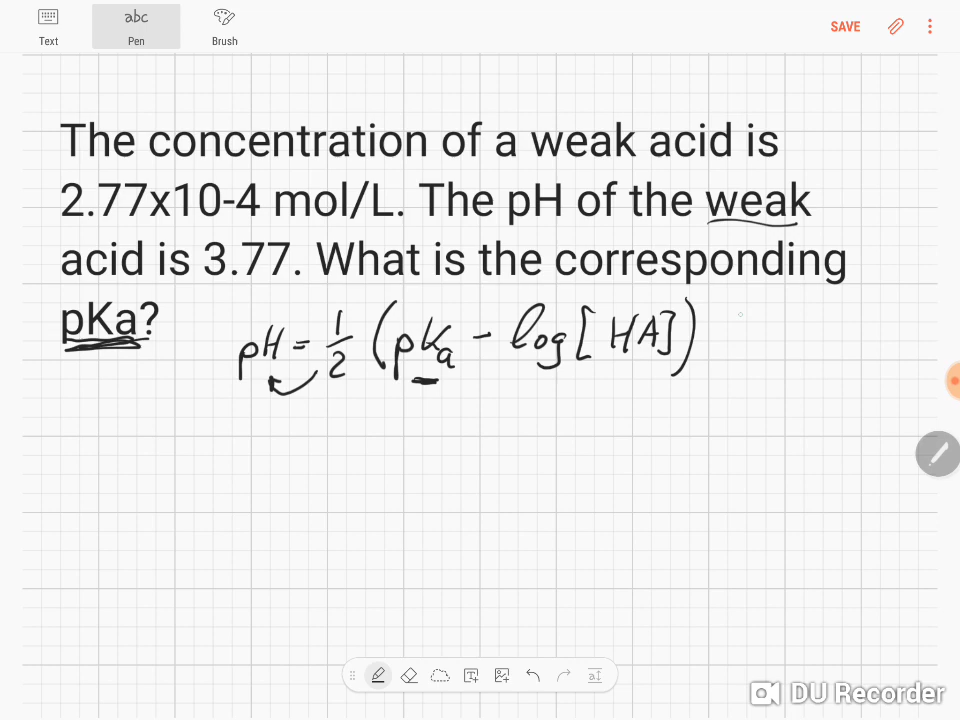 Text
abc
Pen
Brush
SAVE
The concentration of a weak acid is
2.77x10-4 mol/L. The pH of the weak
acid is 3.77. What is the corresponding
pKa?
pH = 1/2 (pKa - log[HA])
DU Recorder